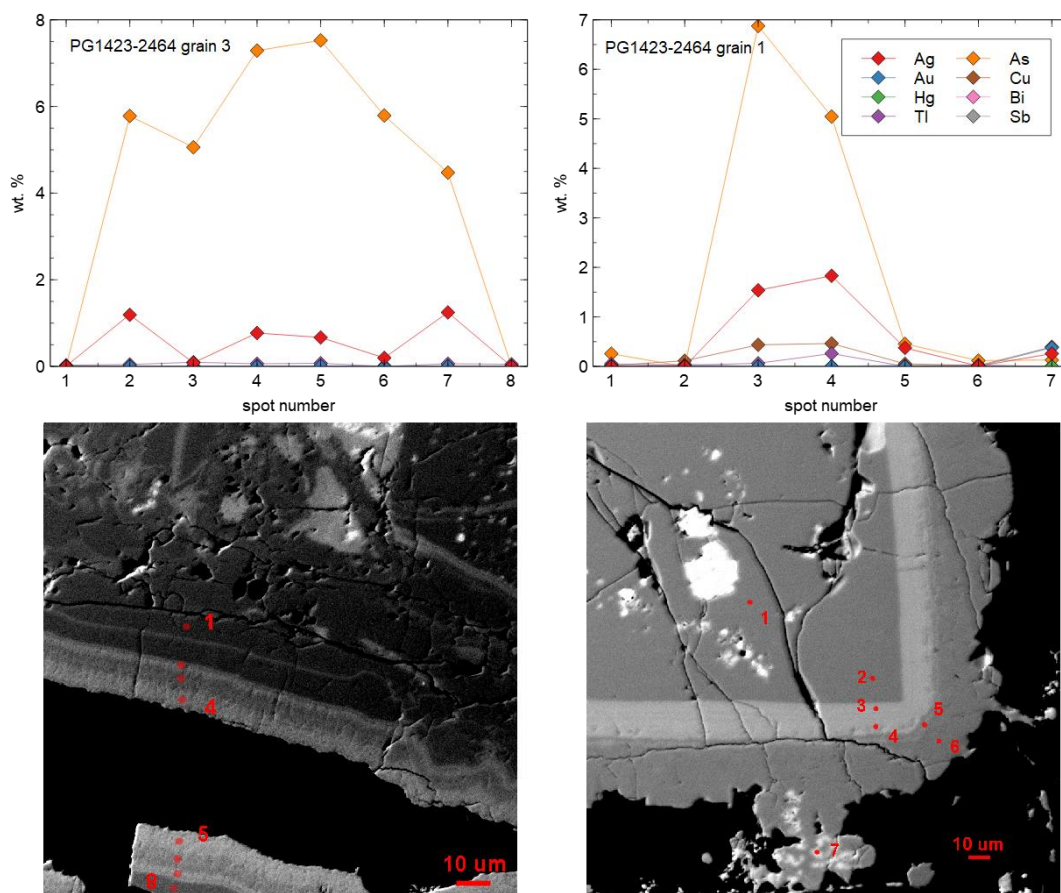 PG1423-2464 grain 3
8
6
4
2
0
wt. %
1 2 3 4 5 6 7 8
spot number
PG1423-2464 grain 1
7
6
5
4
3
2
1
0
wt. %
Ag As
Au Cu
Hg Bi
Tl Sb
1 2 3 4 5 6 7
spot number
1
4
5
8
10 um
1
2
3
4
5
6
7
10 um